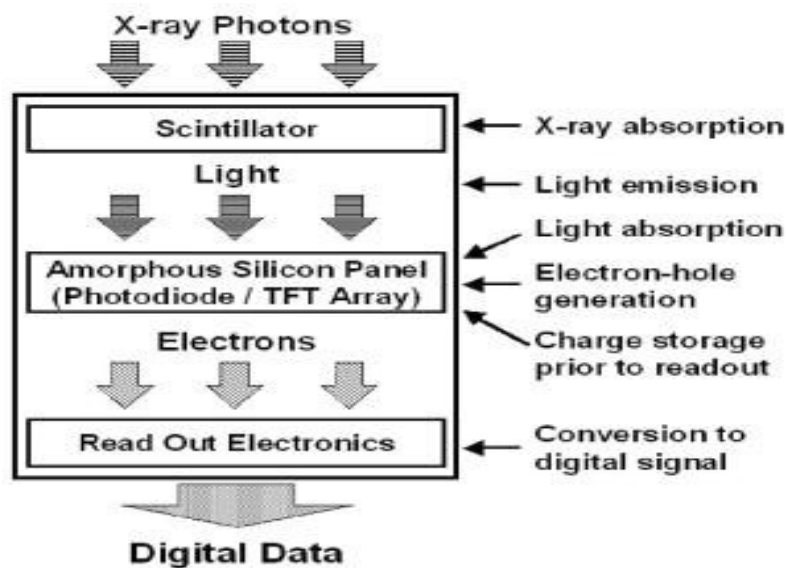 X-ray Photons
Scintillator
X-ray absorption
Light
Light emission
Light absorption
Amorphous Silicon Panel
(Photodiode / TFT Array)
Electron-hole
generation
Electrons
Charge storage
prior to readout
Read Out Electronics
Conversion to
digital signal
Digital Data